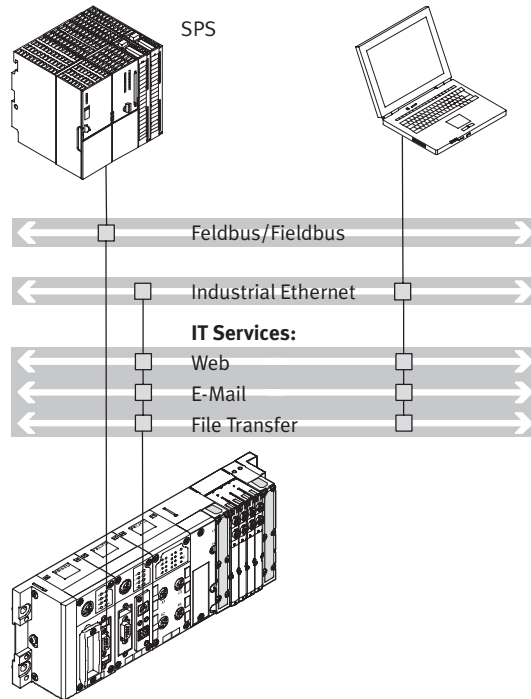 SPS
Feldbus/Fieldbus
Industrial Ethernet
IT Services:
Web
E-Mail
File Transfer